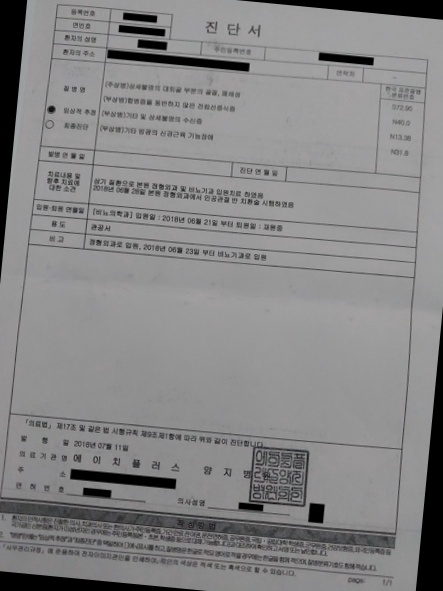 진단서
등록번호
연번호
환자의 성명
주민등록번호
환자의 주소
연락처 -
질병명
한국 표준질병
분류번호
(주상병)상세불명의 대퇴골 부분의 골절, 폐쇄성 S72.90
(부상병)합병증을 동반하지 않은 전립선증식증 N40.0
임상적 추정
(부상병)기타 및 상세불명의 수신증 N13.38
최종진단
(부상병)기타 방광의 신경근육 기능장애 N31.8
발병 연월일 진단 연월일
치료내용 및
향후 치료에
대한 소견
상기 질환으로 본원 정형외과 및 비뇨기과 입원치료 하였음
2018년 06월 28일 본원 정형외과에서 인공관절 반 치환술 시행하였음
입원·퇴원 연월일 [비뇨의학과] 입원일 : 2018년 06월 21일 부터 퇴원일 : 재원중
용도 관공서
비고 정형외과로 입원, 2018년 06월 23일 부터 비뇨기과로 입원
「의료법」 제17조 및 같은 법 시행규칙 제9조제1항에 따라 위와 같이 진단합니다.
발행일 2018년 07월 11일
의료기관명 에이치플러스 양지병
주소
면허번호 의사성명
작성방법
page: 1/1